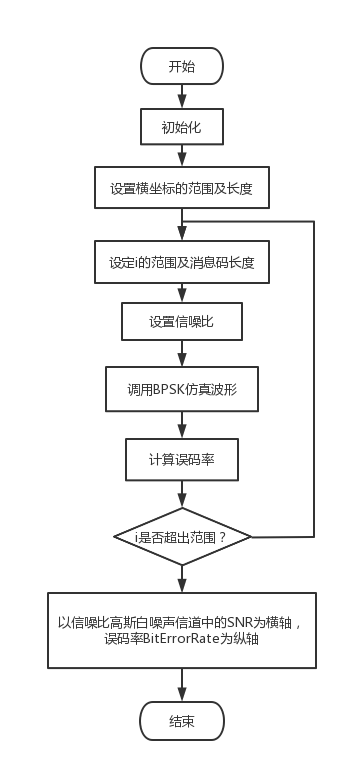 开始
初始化
设置横坐标的范围及长度
设定i的范围及消息码长度
设置信噪比
调用BPSK仿真波形
计算误码率
i是否超出范围？
以信噪比高斯白噪声信道中的SNR为横轴，
误码率BitErrorRate为纵轴
结束